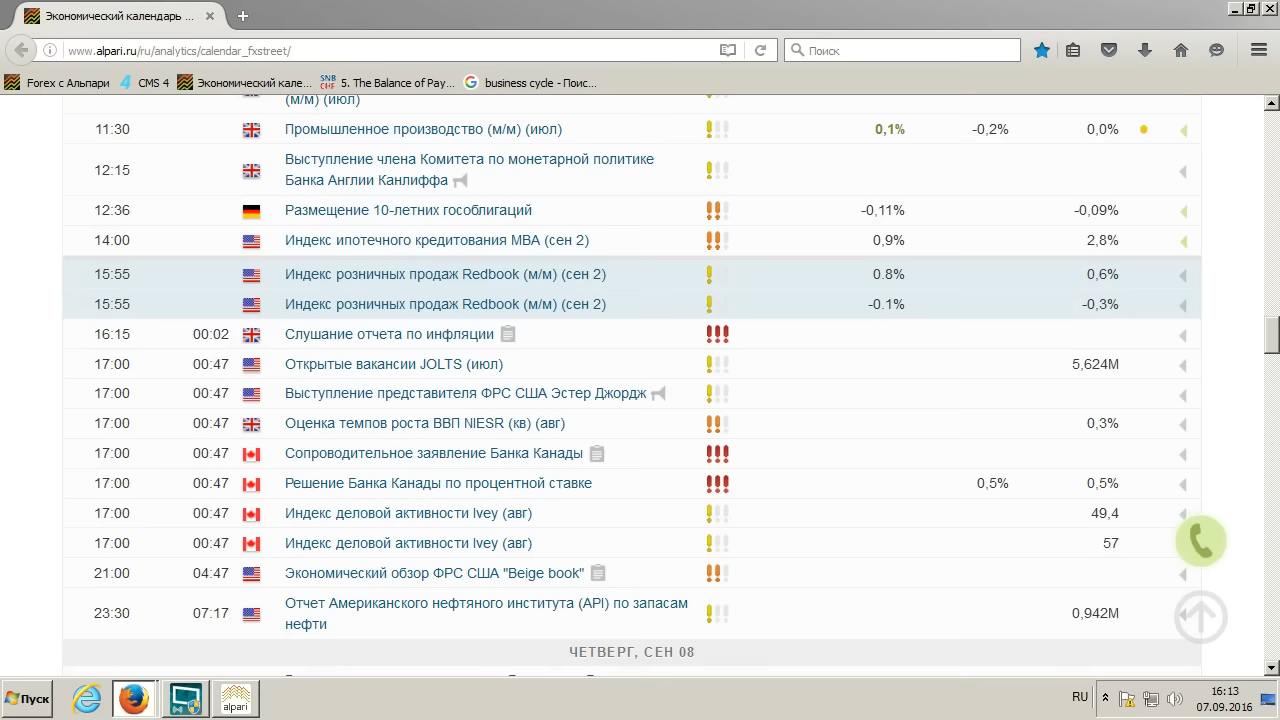 Экономический календарь ...
www.alpari.ru/ru/analytics/calendar_fxstreet/
Поиск
Forex с Альпари
4 CMS 4
Экономический кале...
SNB CHF 5. The Balance of Pay...
G business cycle - Поис...
(м/м) (июл)
11:30 Промышленное производство (м/м) (июл) 0,1% -0,2% 0,0%
12:15 Выступление члена Комитета по монетарной политике
Банка Англии Канлиффа
12:36 Размещение 10-летних гособлигаций -0,11% -0,09%
14:00 Индекс ипотечного кредитования MBA (сен 2) 0,9% 2,8%
15:55 Индекс розничных продаж Redbook (м/м) (сен 2) 0.8% 0,6%
15:55 Индекс розничных продаж Redbook (м/м) (сен 2) -0.1% -0,3%
16:15 00:02 Слушание отчета по инфляции
17:00 00:47 Открытые вакансии JOLTS (июл) 5,624M
17:00 00:47 Выступление представителя ФРС США Эстер Джордж
17:00 00:47 Оценка темпов роста ВВП NIESR (кв) (авг) 0,3%
17:00 00:47 Сопроводительное заявление Банка Канады
17:00 00:47 Решение Банка Канады по процентной ставке 0,5% 0,5%
17:00 00:47 Индекс деловой активности Ivey (авг) 49,4
17:00 00:47 Индекс деловой активности Ivey (авг) 57
21:00 04:47 Экономический обзор ФРС США "Beige book"
23:30 07:17 Отчет Американского нефтяного института (API) по запасам
нефти 0,942M
ЧЕТВЕРГ, СЕН 08
Пуск
alpari
RU
16:13
07.09.2016